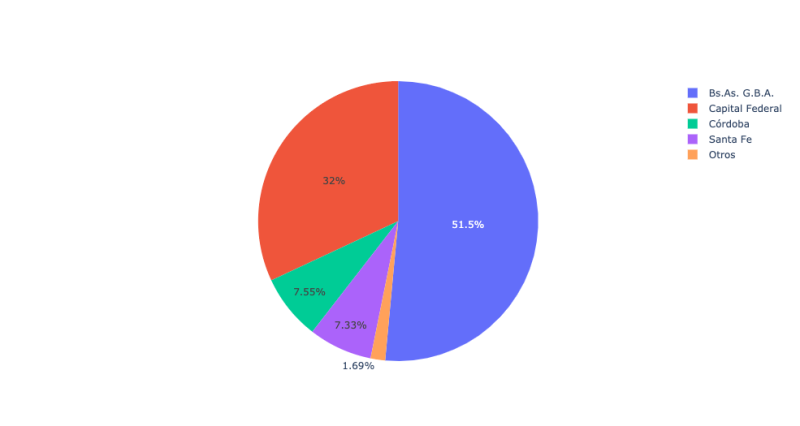 Bs.As. G.B.A.
Capital Federal
Córdoba
Santa Fe
Otros
32%
51.5%
7.55%
7.33%
1.69%